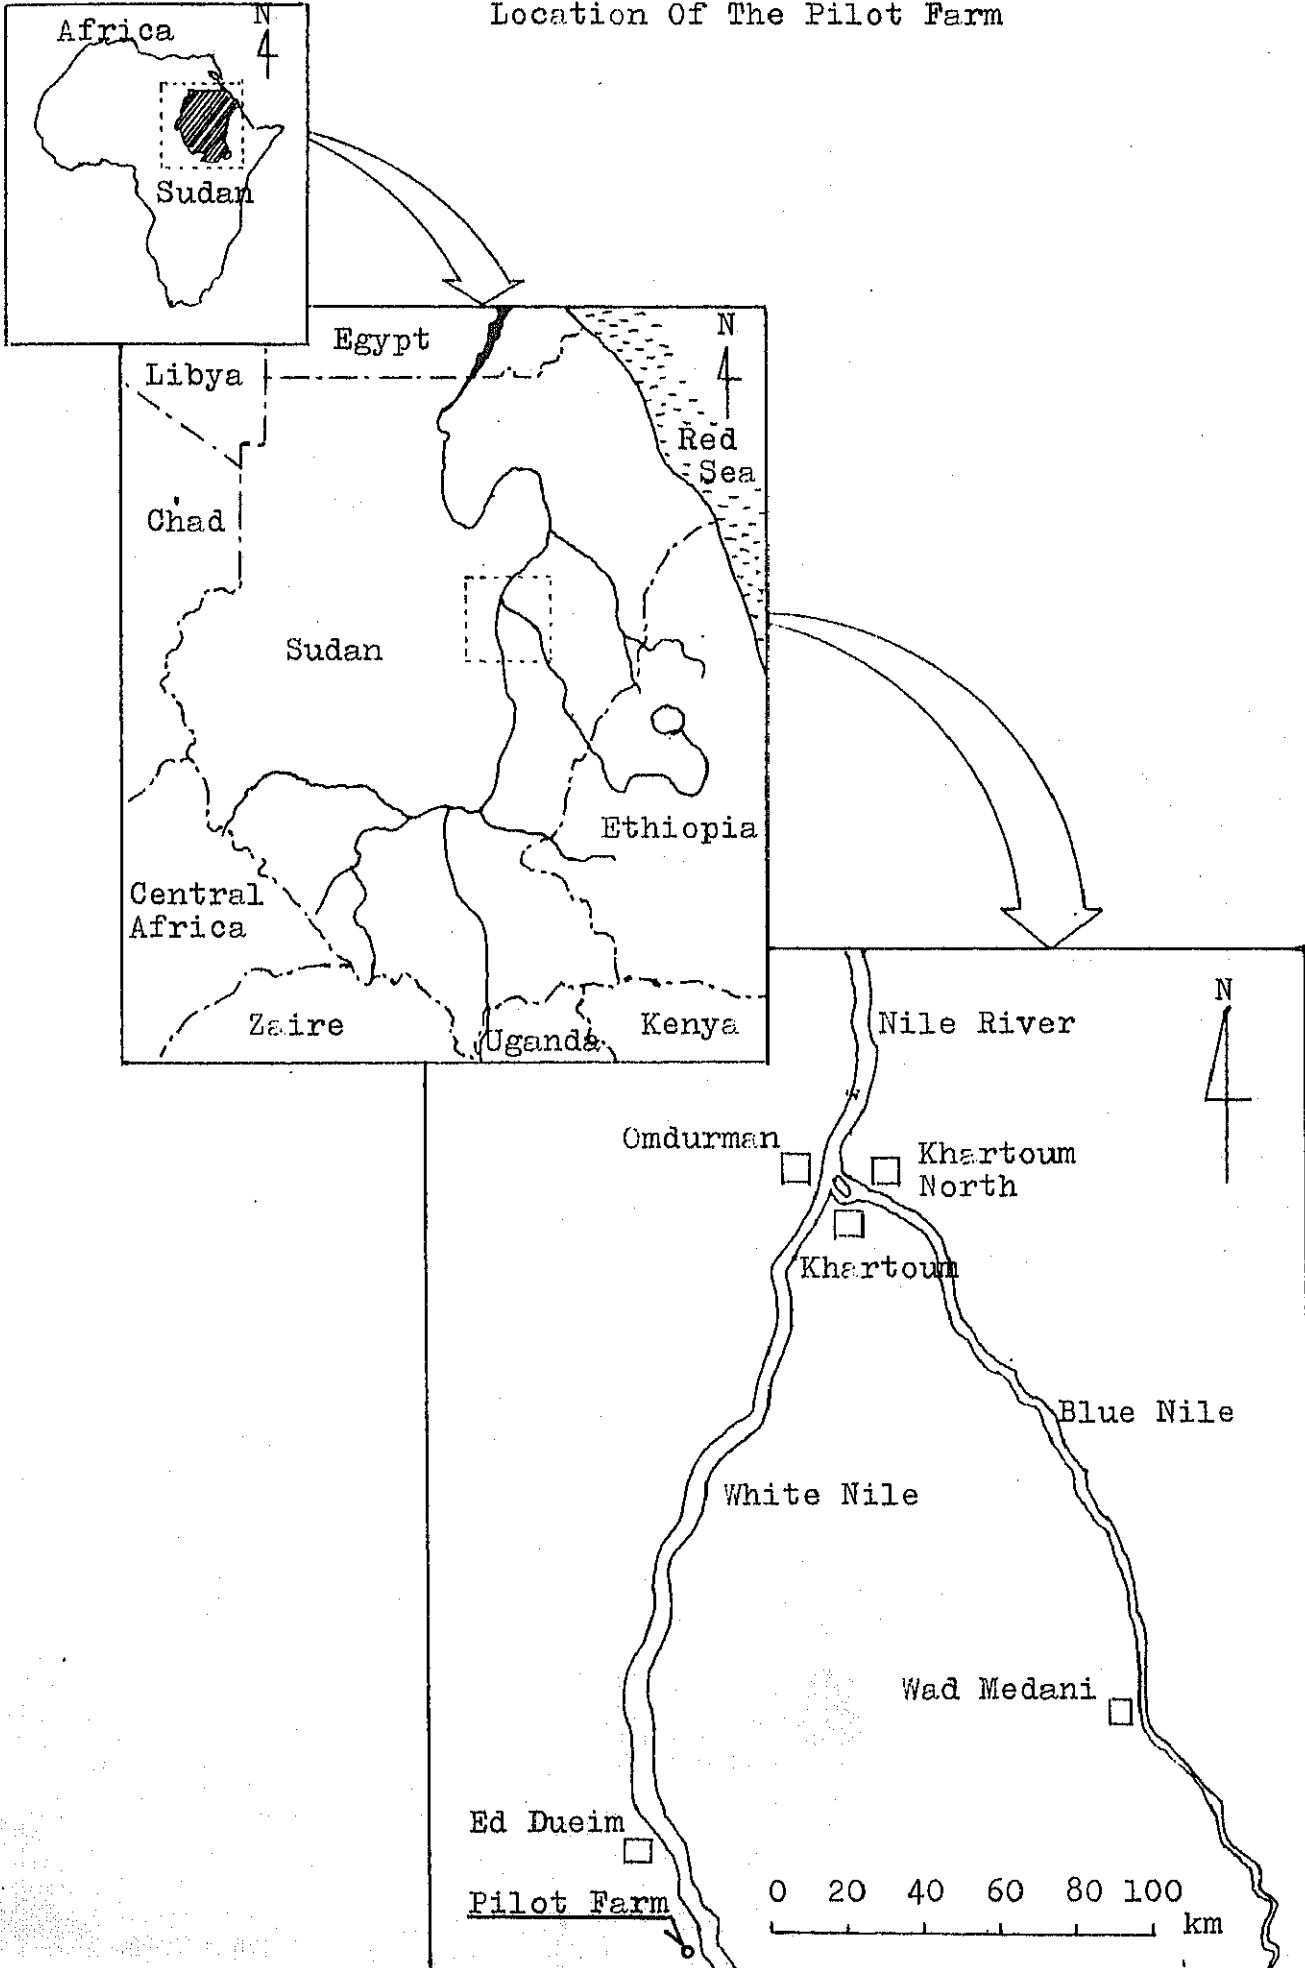 Location Of The Pilot Farm
Africa
N
Sudan
Egypt
N
Libya
Red
Sea
Chad
Sudan
Ethiopia
Central
Africa
Zaire
Uganda
Kenya
N
Nile River
Omdurman
Khartoum
North
Khartoum
Blue Nile
White Nile
Wad Medani
Ed Dueim
Pilot Farm
0 20 40 60 80 100
km